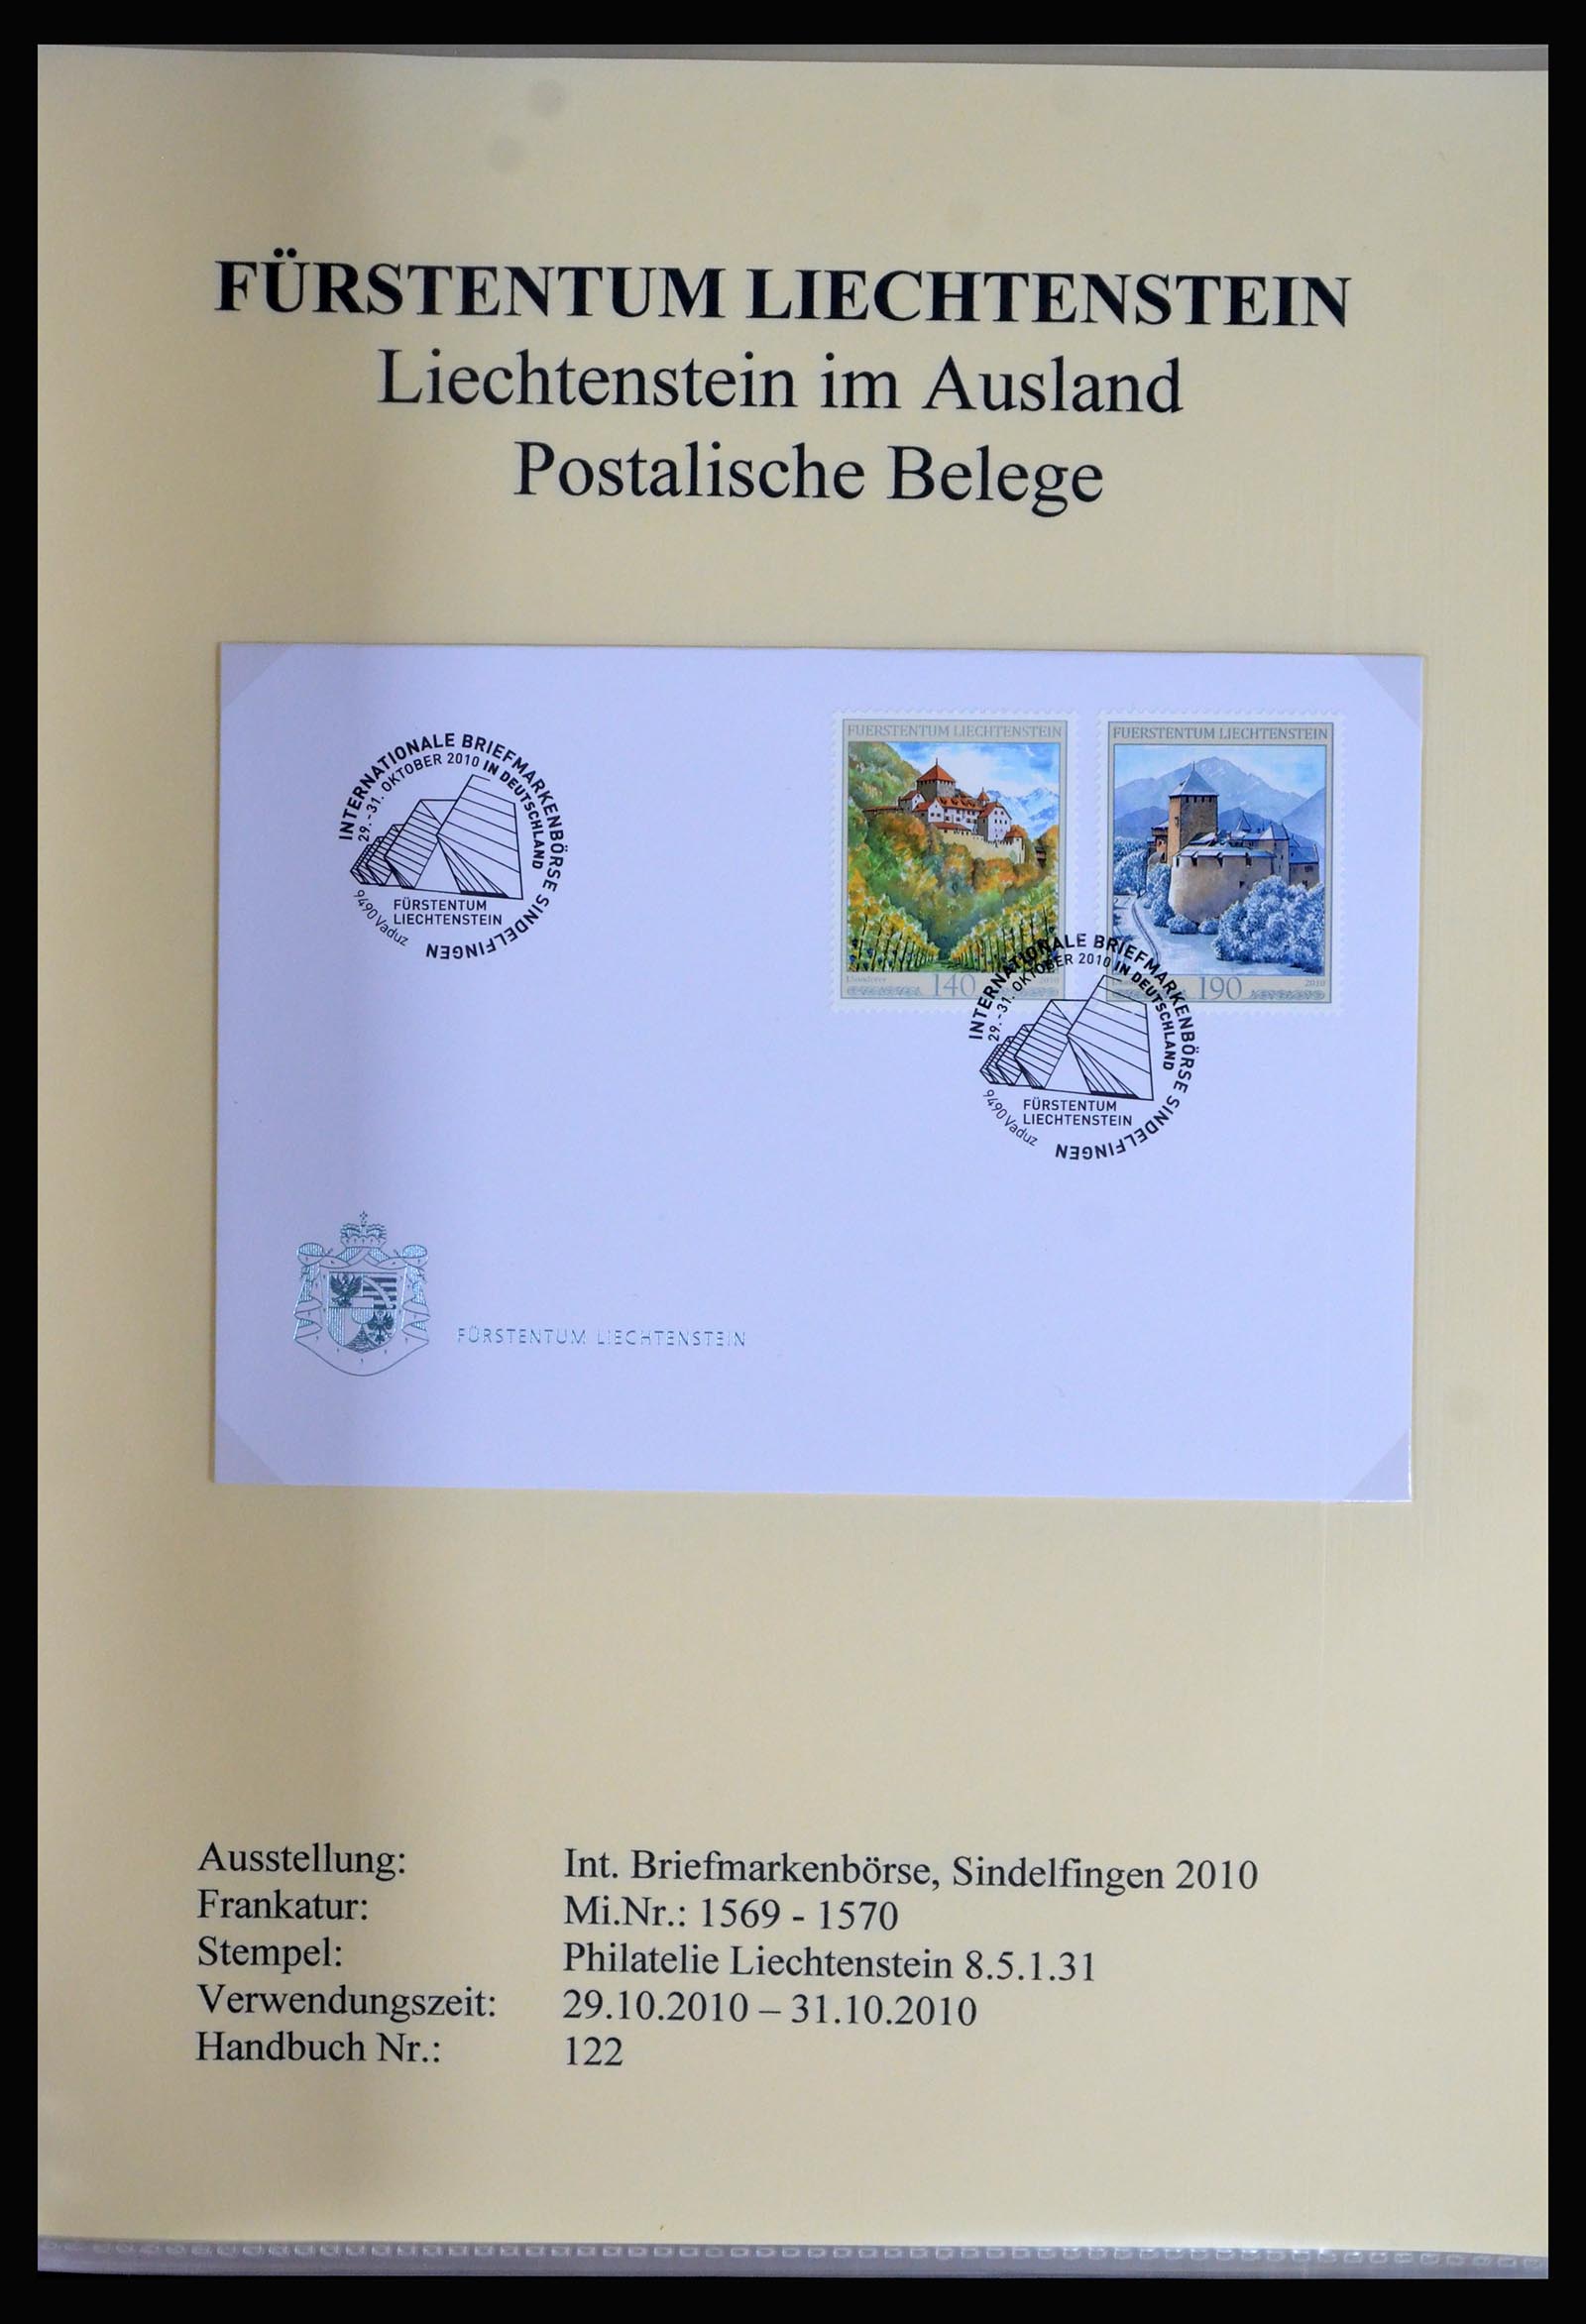 FÜRSTENTUM LIECHTENSTEIN
Liechtenstein im Ausland
Postalische Belege
INTERNATIONALE BRIEFMARKENBÖRSE SINDELFINGEN
29.-31. OKTOBER 2010 IN DEUTSCHLAND
FÜRSTENTUM
LIECHTENSTEIN
9490 Vaduz
FUERSTENTUM LIECHTENSTEIN
140
2010
FUERSTENTUM LIECHTENSTEIN
190
2010
INTERNATIONALE BRIEFMARKENBÖRSE SINDELFINGEN
29.-31. OKTOBER 2010 IN DEUTSCHLAND
FÜRSTENTUM
LIECHTENSTEIN
9490 Vaduz
FÜRSTENTUM LIECHTENSTEIN
Ausstellung: Int. Briefmarkenbörse, Sindelfingen 2010
Frankatur: Mi.Nr.: 1569 - 1570
Stempel: Philatelie Liechtenstein 8.5.1.31
Verwendungszeit: 29.10.2010 – 31.10.2010
Handbuch Nr.: 122